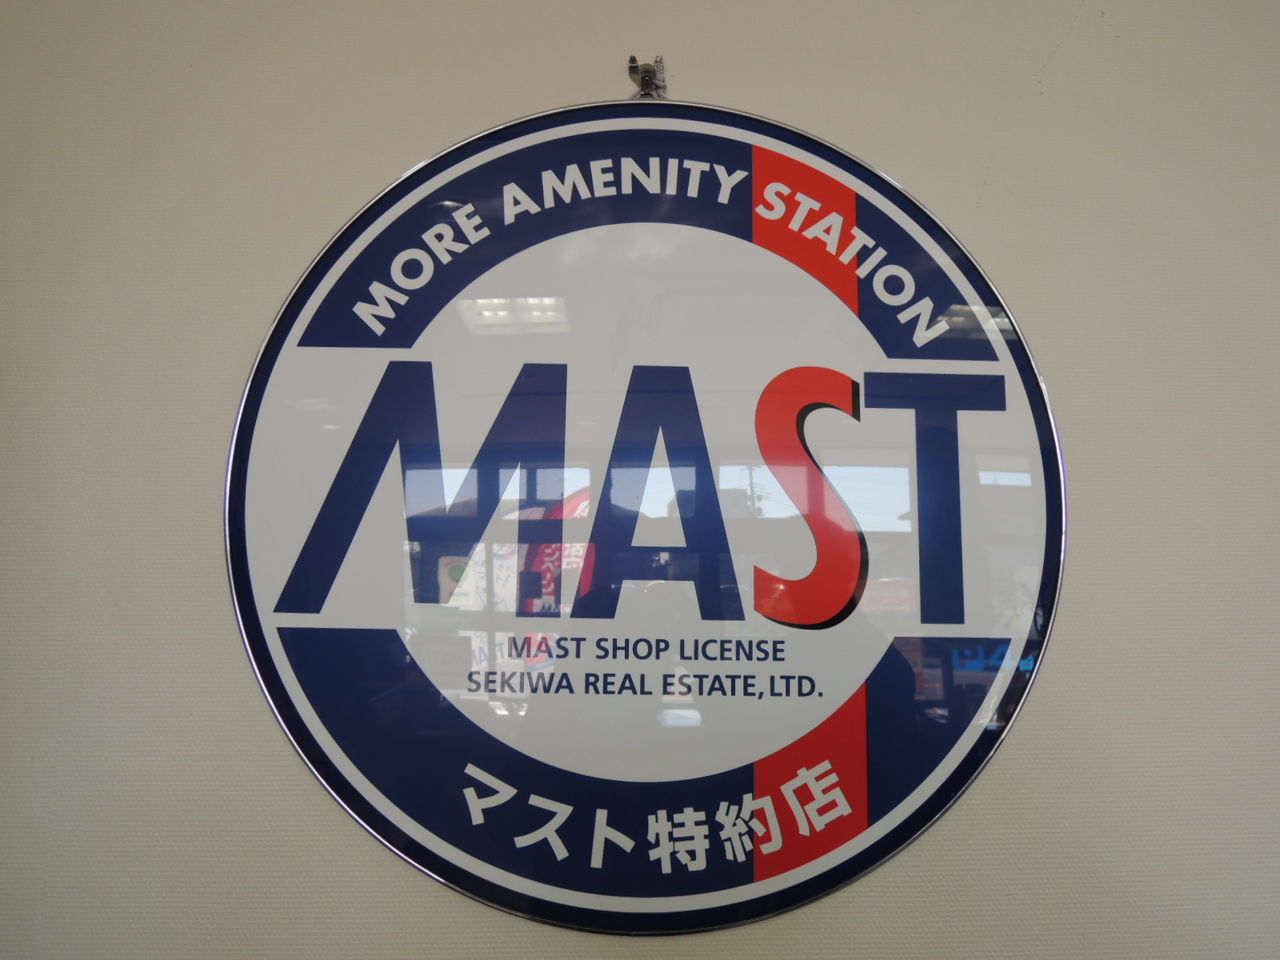 MORE AMENITY STATION
MAST
MAST SHOP LICENSE
SEKIWA REAL ESTATE, LTD.
マスト特約店